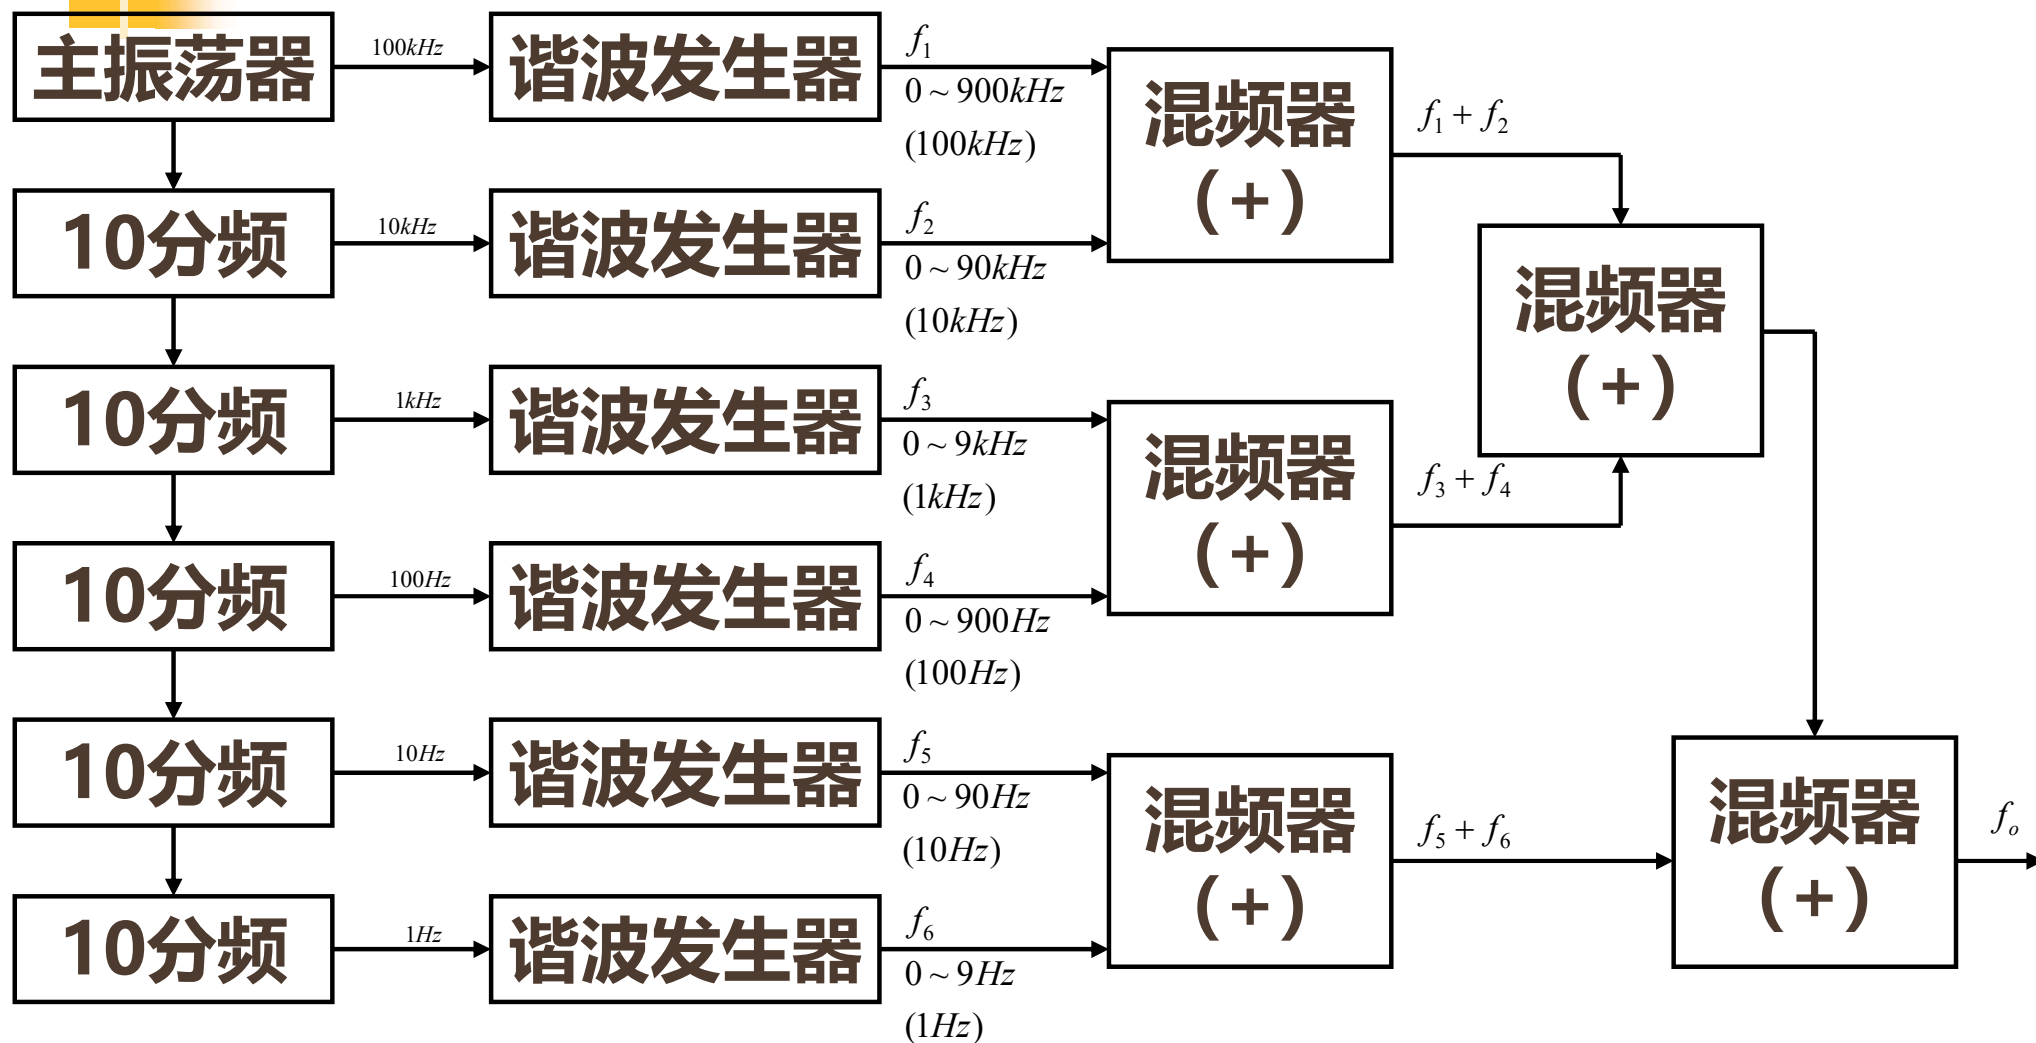 主振荡器
100kHz
谐波发生器
f1
0 ~ 900kHz
(100kHz)
混频器
(+)
f1 + f2
10分频
10kHz
谐波发生器
f2
0 ~ 90kHz
(10kHz)
混频器
(+)
10分频
1kHz
谐波发生器
f3
0 ~ 9kHz
(1kHz)
混频器
(+)
f3 + f4
10分频
100Hz
谐波发生器
f4
0 ~ 900Hz
(100Hz)
10分频
10Hz
谐波发生器
f5
0 ~ 90Hz
(10Hz)
混频器
(+)
f5 + f6
混频器
(+)
fo
10分频
1Hz
谐波发生器
f6
0 ~ 9Hz
(1Hz)